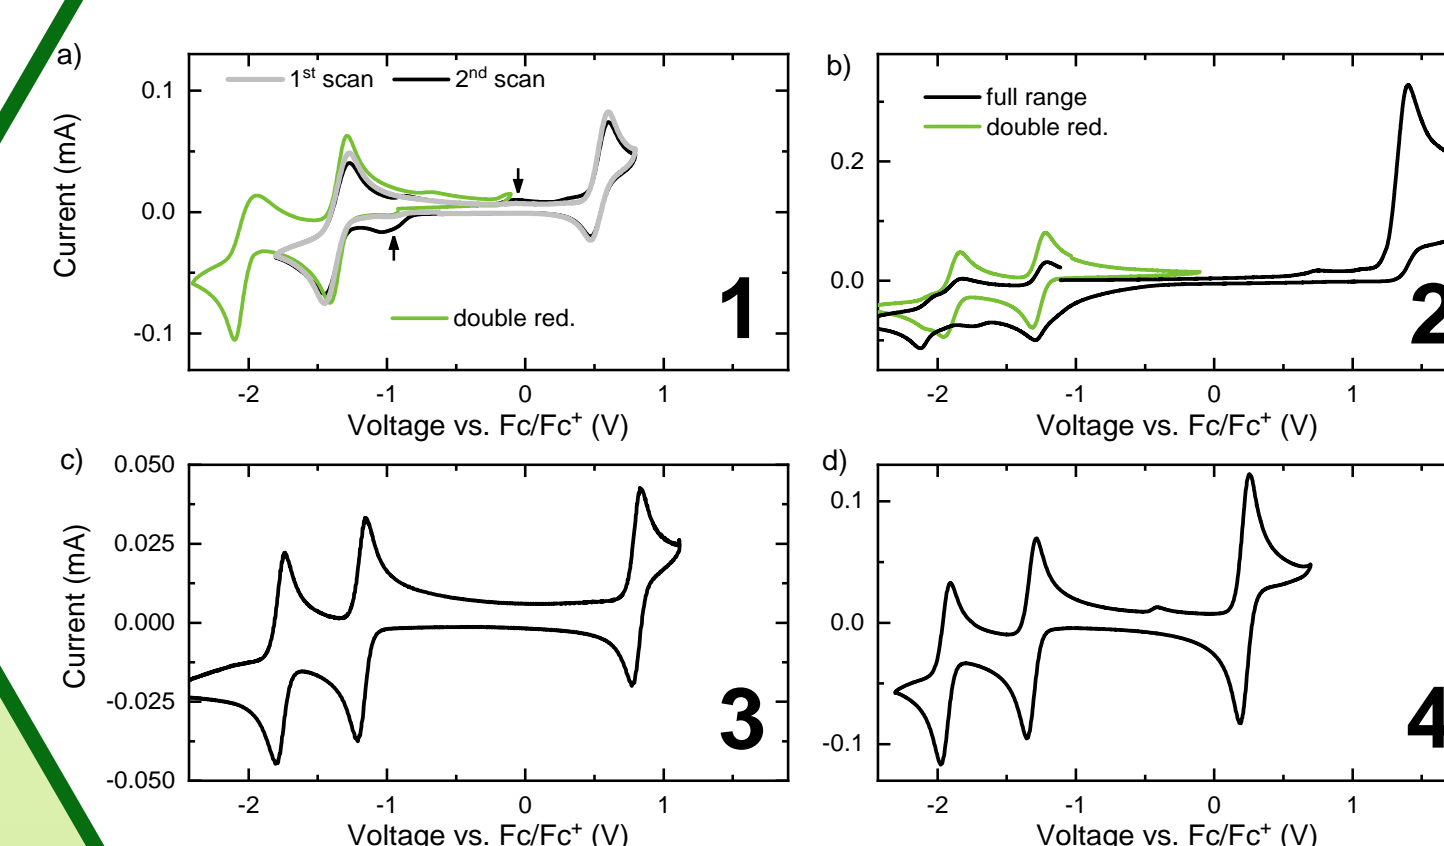 a)
1st scan 2nd scan
0.1
0.0
-0.1
Current (mA)
double red.
1
-2 -1 0 1
Voltage vs. Fc/Fc+ (V)
b)
full range
double red.
0.2
0.0
2
-2 -1 0 1
Voltage vs. Fc/Fc+ (V)
c)
0.050
0.025
0.000
-0.025
-0.050
Current (mA)
3
-2 -1 0 1
Voltage vs. Fc/Fc+ (V)
d)
0.1
0.0
-0.1
4
-2 -1 0 1
Voltage vs. Fc/Fc+ (V)